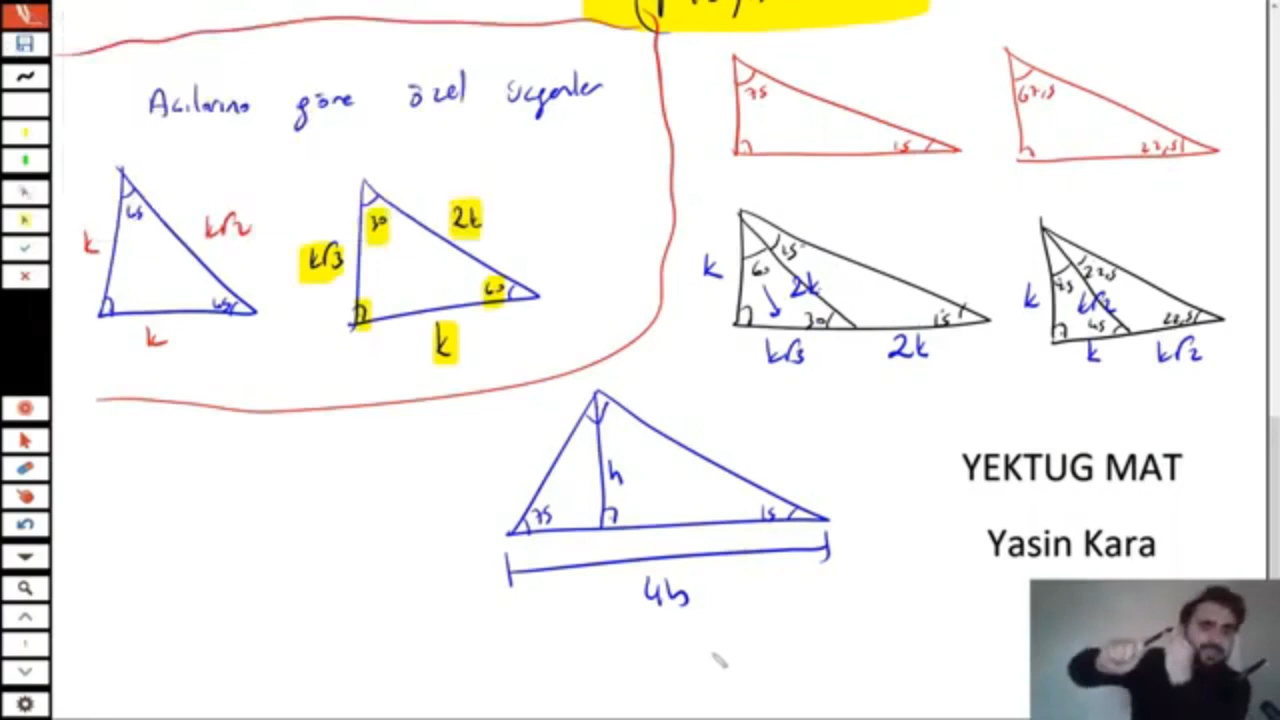 Açılarına göre özel üçgenler
45
k
k√2
45
k
30
k√3
2k
60
k
75
15
67,5
22,5
60
15
k
2k
30
15
k√3
2k
45
22,5
k
k√2
45
22,5
k
k√2
h
75
15
4h
YEKTUG MAT
Yasin Kara